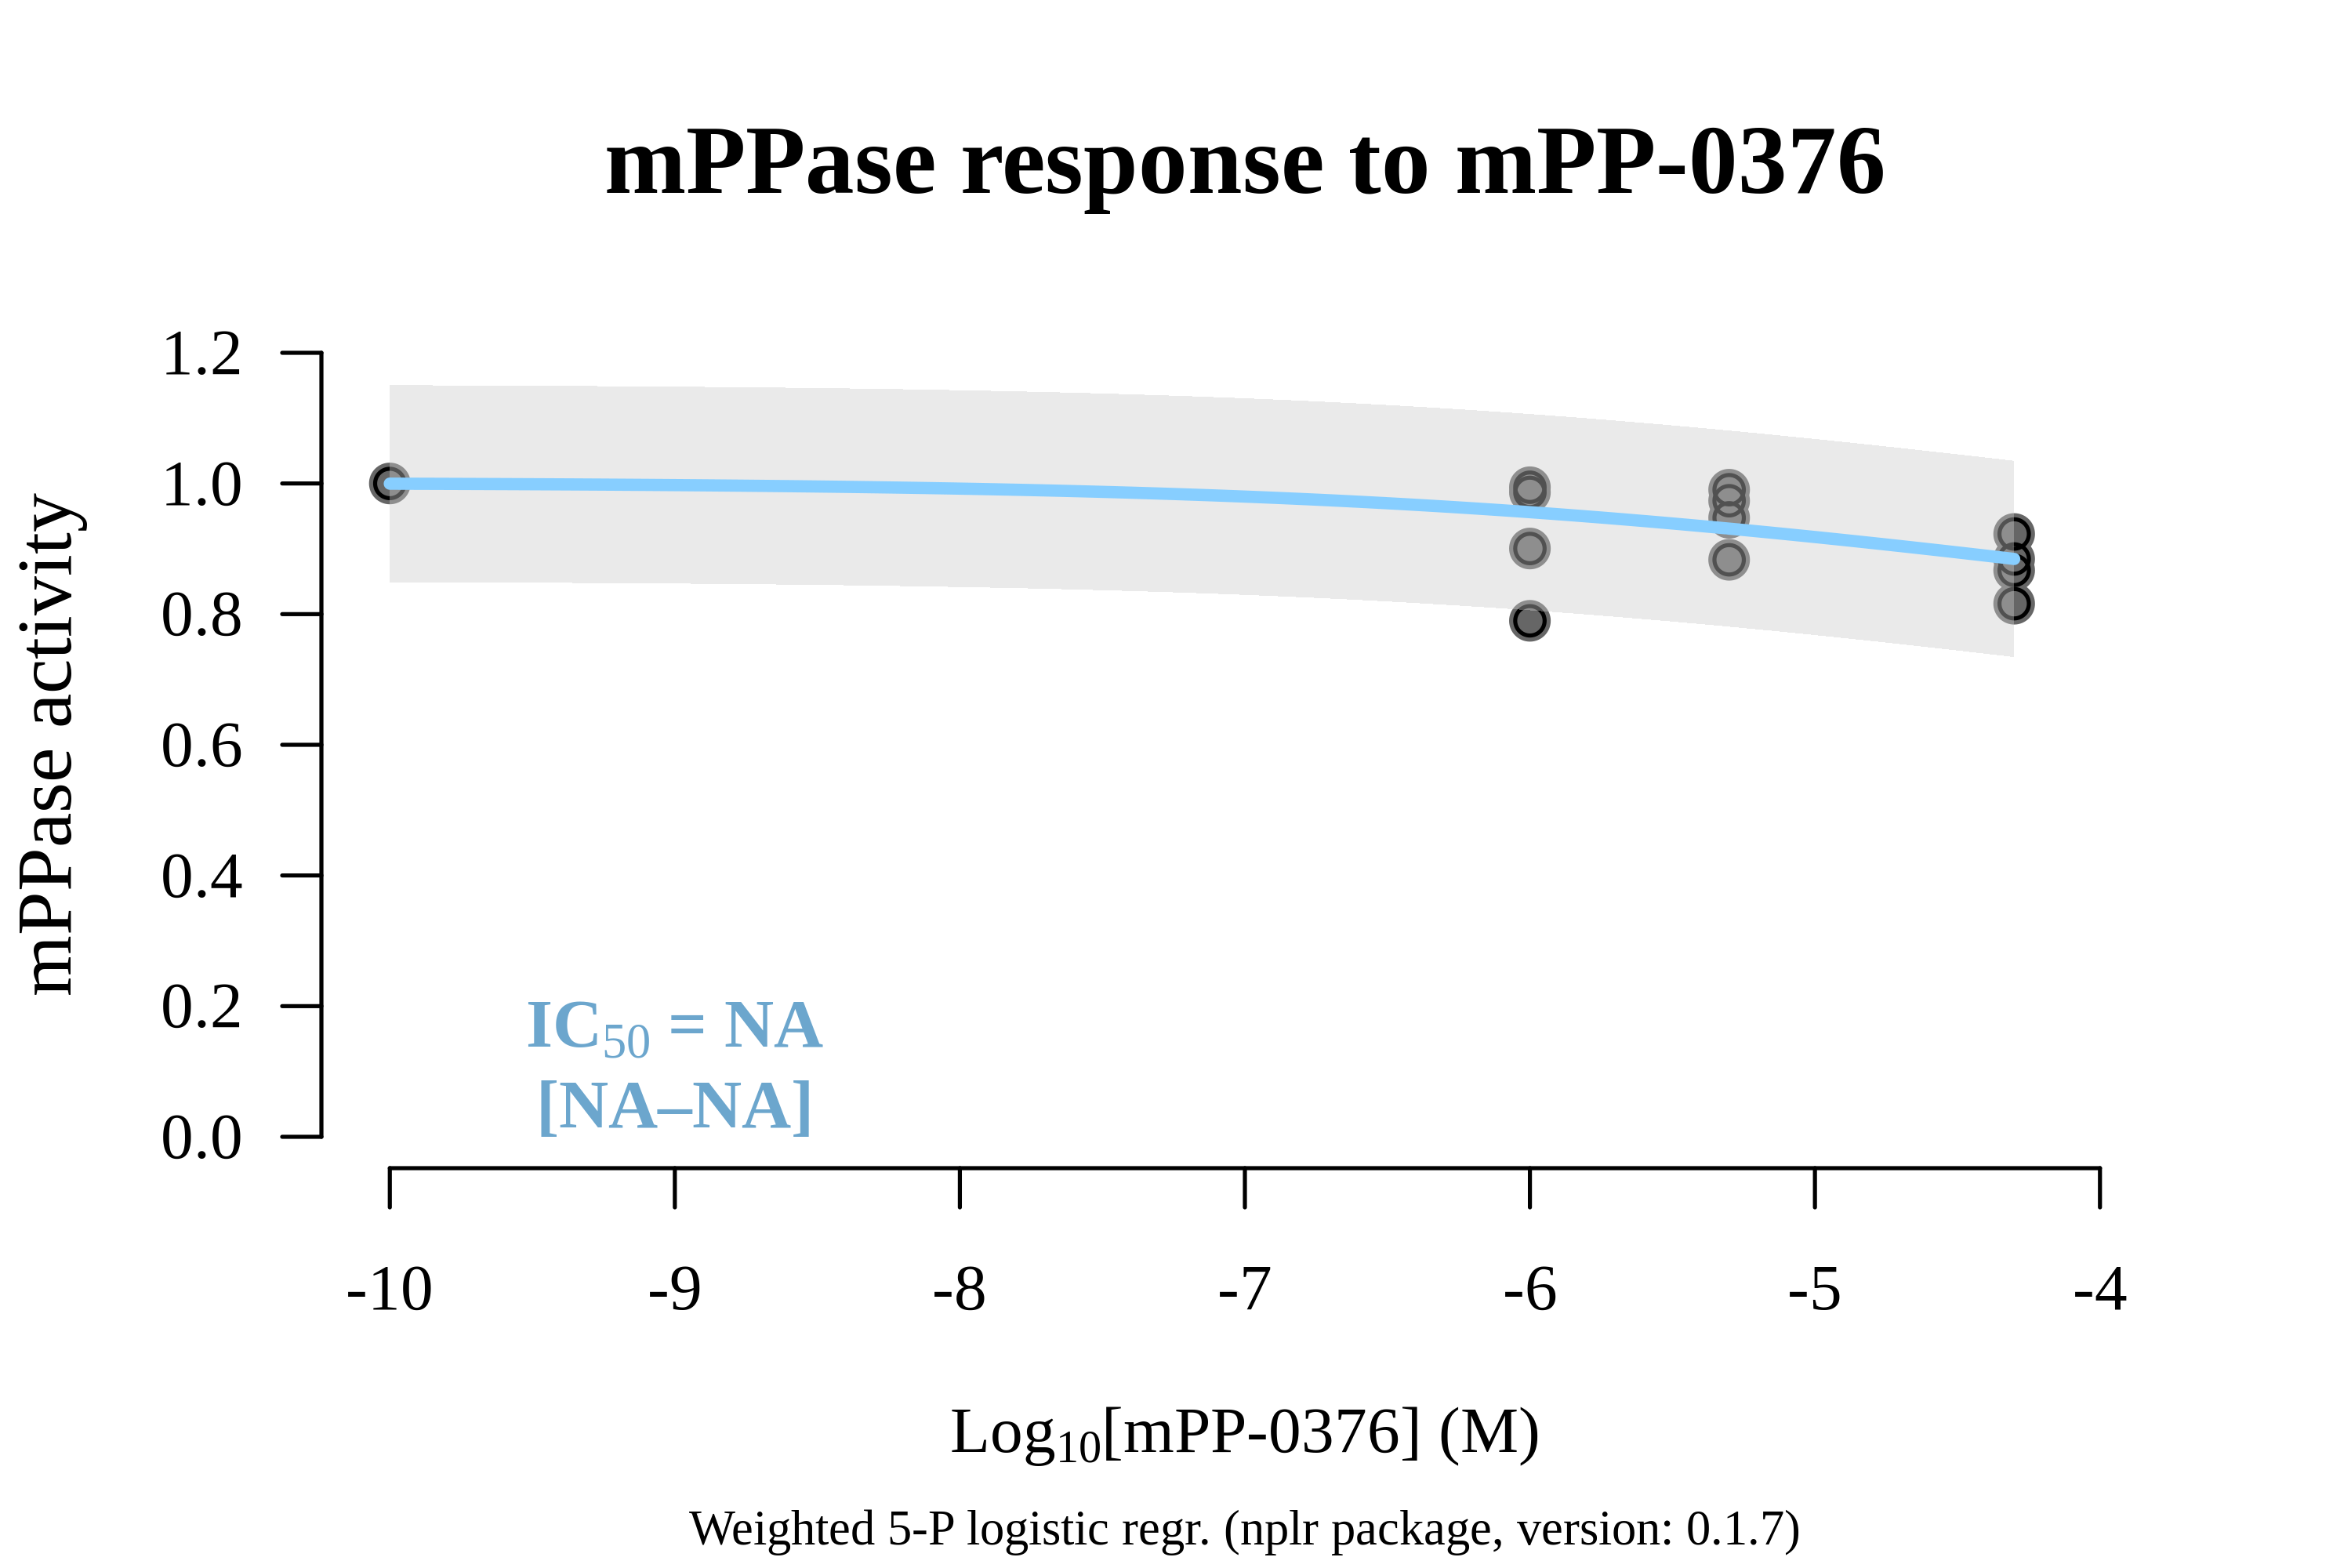 mPPase response to mPP-0376
mPPase activity
1.2
1.0
0.8
0.6
0.4
0.2
0.0
IC50 = NA
[NA–NA]
-10 -9 -8 -7 -6 -5 -4
Log10[mPP-0376] (M)
Weighted 5-P logistic regr. (nplr package, version: 0.1.7)